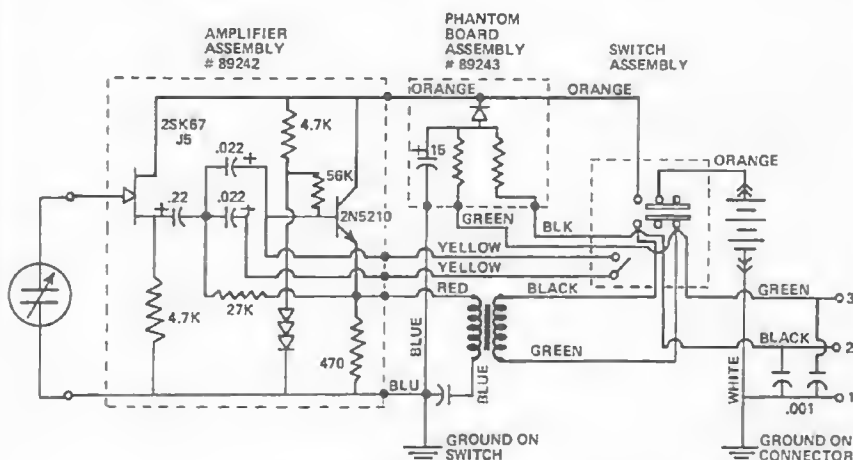 AMPLIFIER
ASSEMBLY
# 89242
PHANTOM
BOARD
ASSEMBLY
# 89243
SWITCH
ASSEMBLY
ORANGE
ORANGE
2SK67
J5
4.7K
.022
+
56K
+
15
ORANGE
+
.22
.022
+
2N5210
GREEN
BLK
YELLOW
YELLOW
RED
BLACK
GREEN
3
4.7K
27K
470
BLUE
BLACK
2
GREEN
BLU
BLUE
WHITE
.001
1
GROUND ON
SWITCH
GROUND ON
CONNECTOR